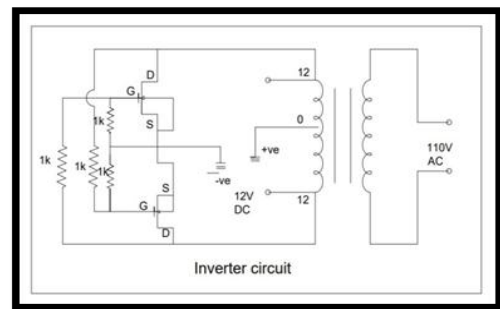 D
G
S
1k
1k
1k
1k
S
G
D
-ve
+ve
12
0
12
12V
DC
110V
AC
Inverter circuit